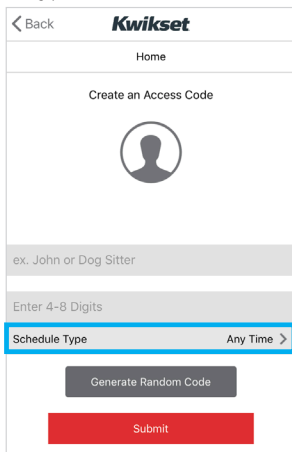 Back Kwikset
Home
Create an Access Code
ex. John or Dog Sitter
Enter 4-8 Digits
Schedule Type Any Time
Generate Random Code
Submit